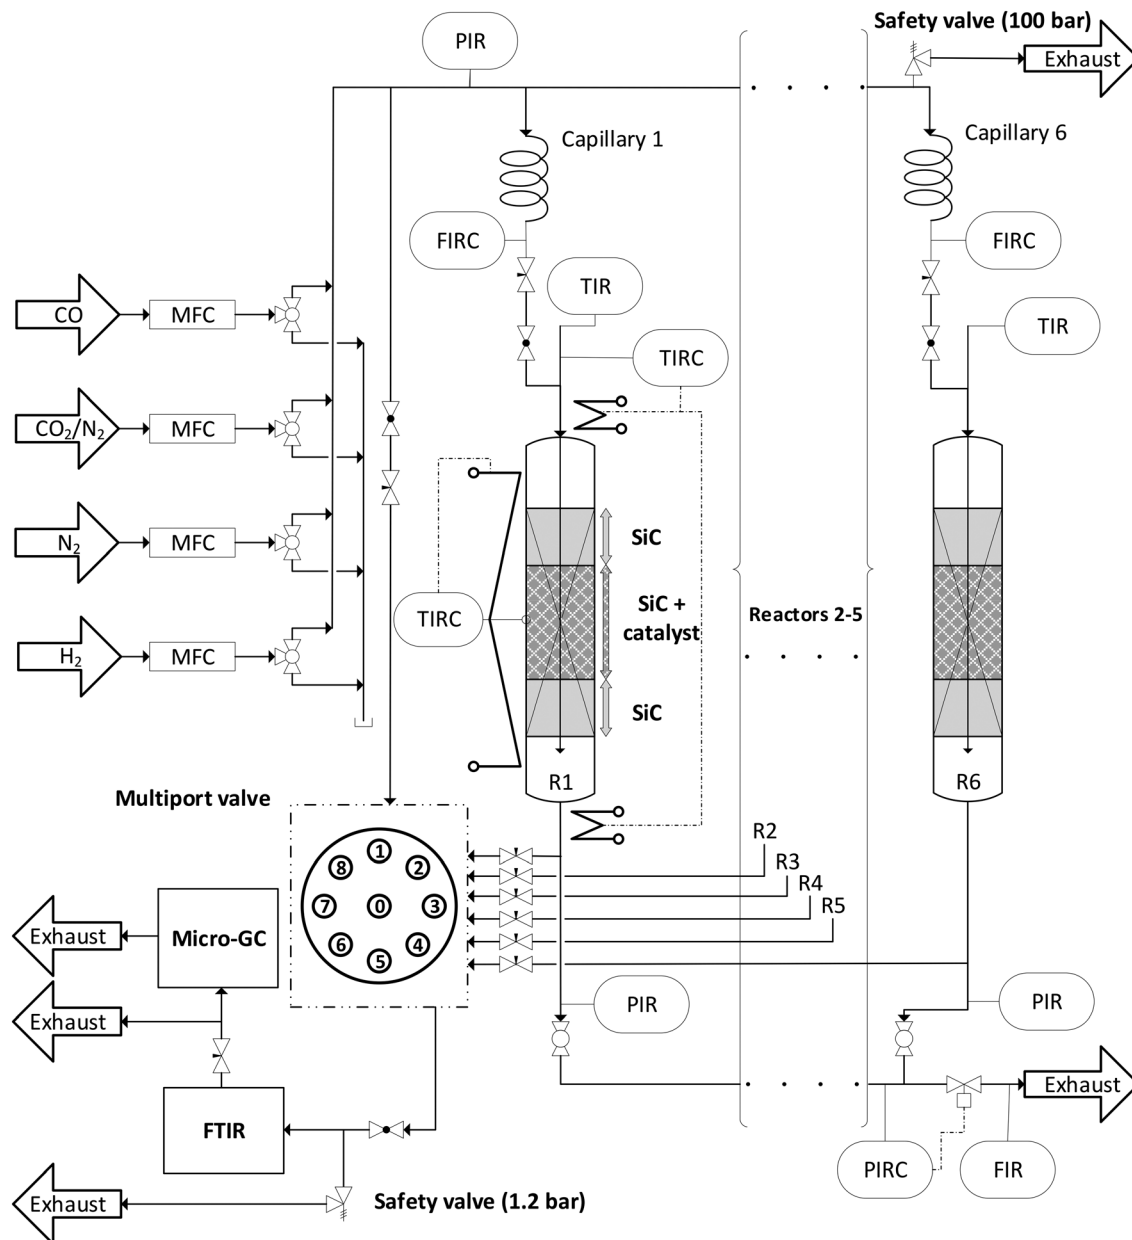 Safety valve (100 bar)
PIR
Exhaust
Capillary 1
Capillary 6
FIRC
FIRC
TIR
CO
MFC
TIR
TIRC
CO₂/N₂
MFC
SiC
N₂
MFC
SiC +
catalyst
TIRC
Reactors 2-5
H₂
MFC
SiC
R1
R6
Multiport valve
R2
R3
R4
R5
1
8
2
7
0
3
6
4
5
Exhaust
Micro-GC
PIR
PIR
Exhaust
Exhaust
FTIR
PIRC
FIR
Exhaust
Safety valve (1.2 bar)